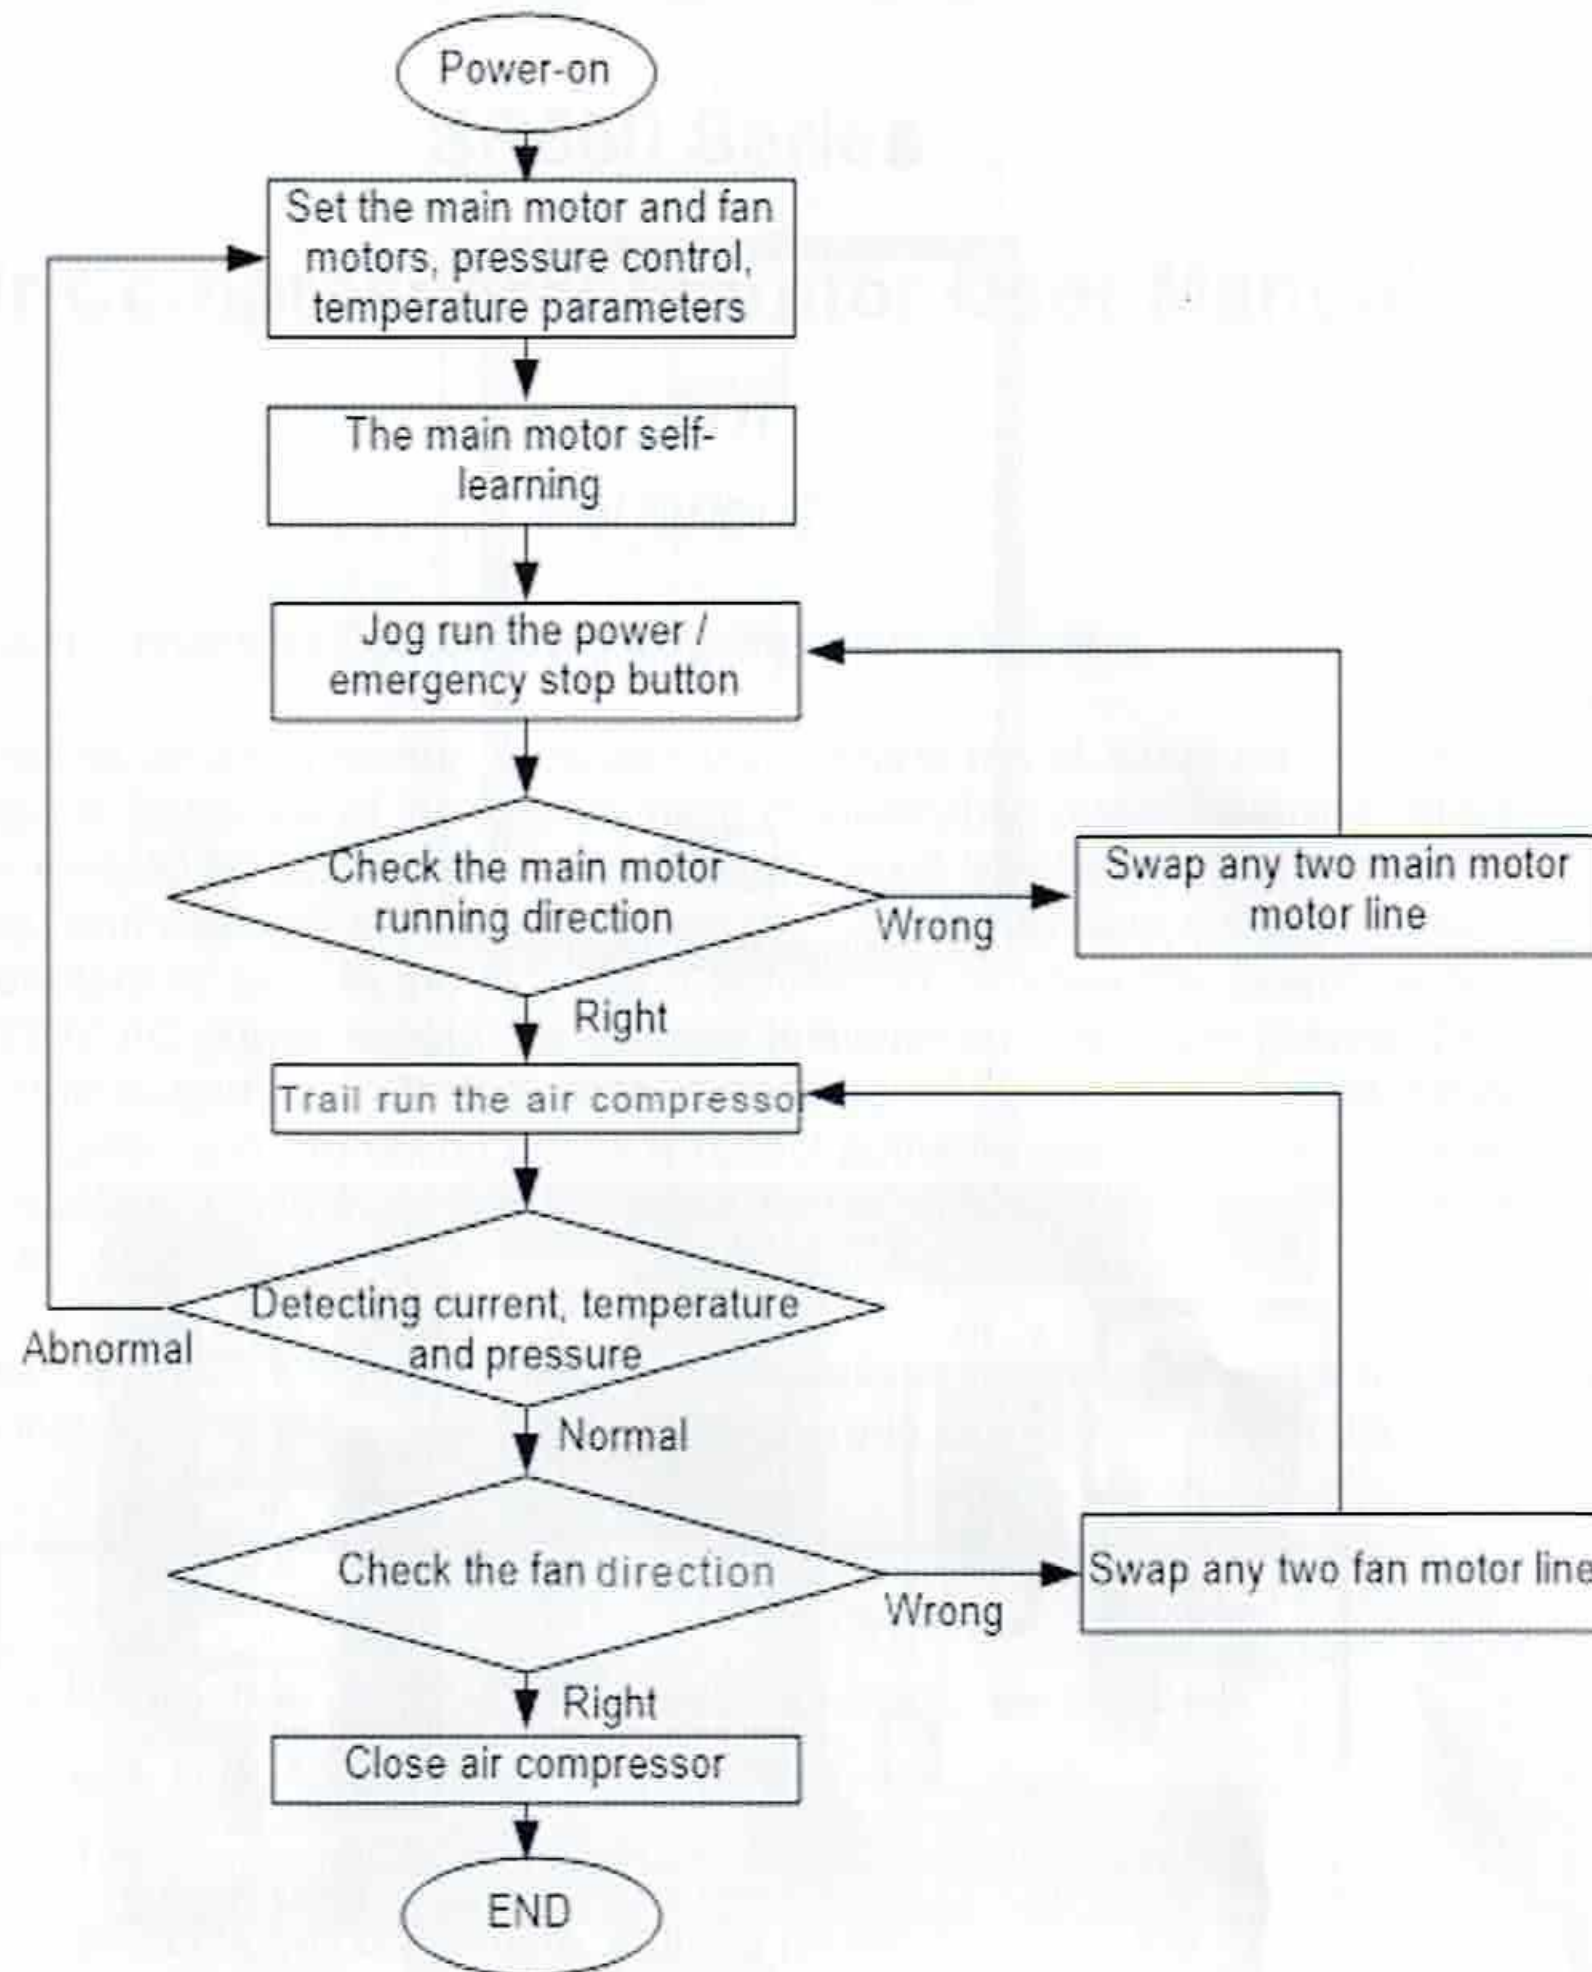 Power-on
Set the main motor and fan
motors, pressure control,
temperature parameters
The main motor self-
learning
Jog run the power /
emergency stop button
Check the main motor
running direction
Wrong
Swap any two main motor
motor line
Right
Trail run the air compresso
Detecting current, temperature
and pressure
Abnormal
Normal
Check the fan direction
Wrong
Swap any two fan motor line
Right
Close air compressor
END